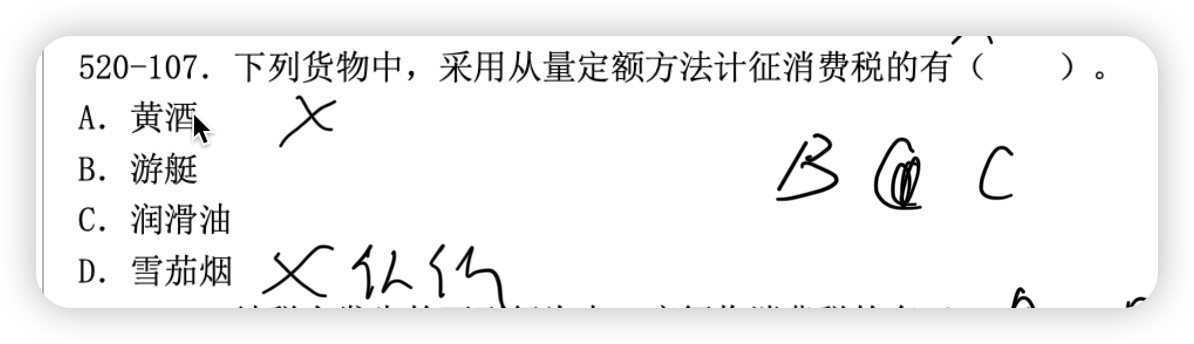 520-107. 下列货物中，采用从量定额方法计征消费税的有（　　）。
A. 黄酒 X
B. 游艇
B C
C. 润滑油
D. 雪茄烟 X 从价